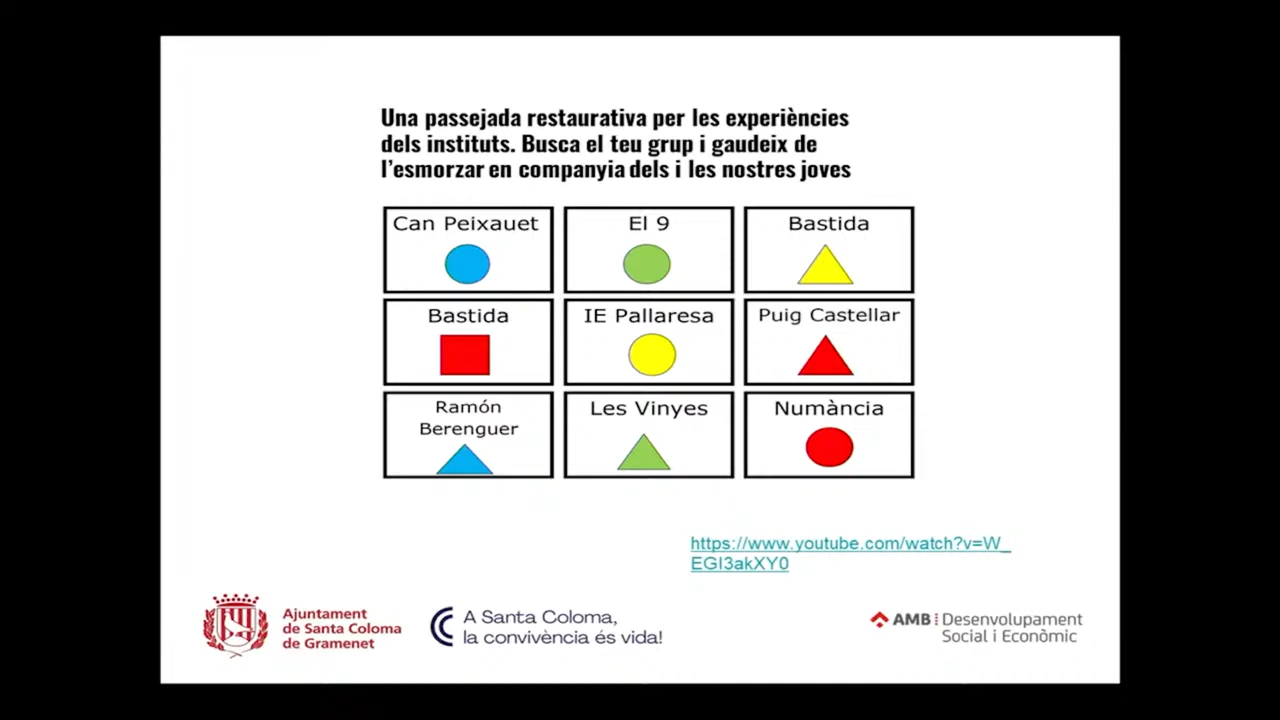 Una passejada restaurativa per les experiències
dels instituts. Busca el teu grup i gaudeix de
l'esmorzar en companyia dels i les nostres joves
Can Peixauet
El 9
Bastida
Bastida
IE Pallaresa
Puig Castellar
Ramón
Berenguer
Les Vinyes
Numància
https://www.youtube.com/watch?v=W_
EGI3akXY0
Ajuntament
de Santa Coloma
de Gramenet
A Santa Coloma,
la convivència és vida!
AMB Desenvolupament
Social i Econòmic